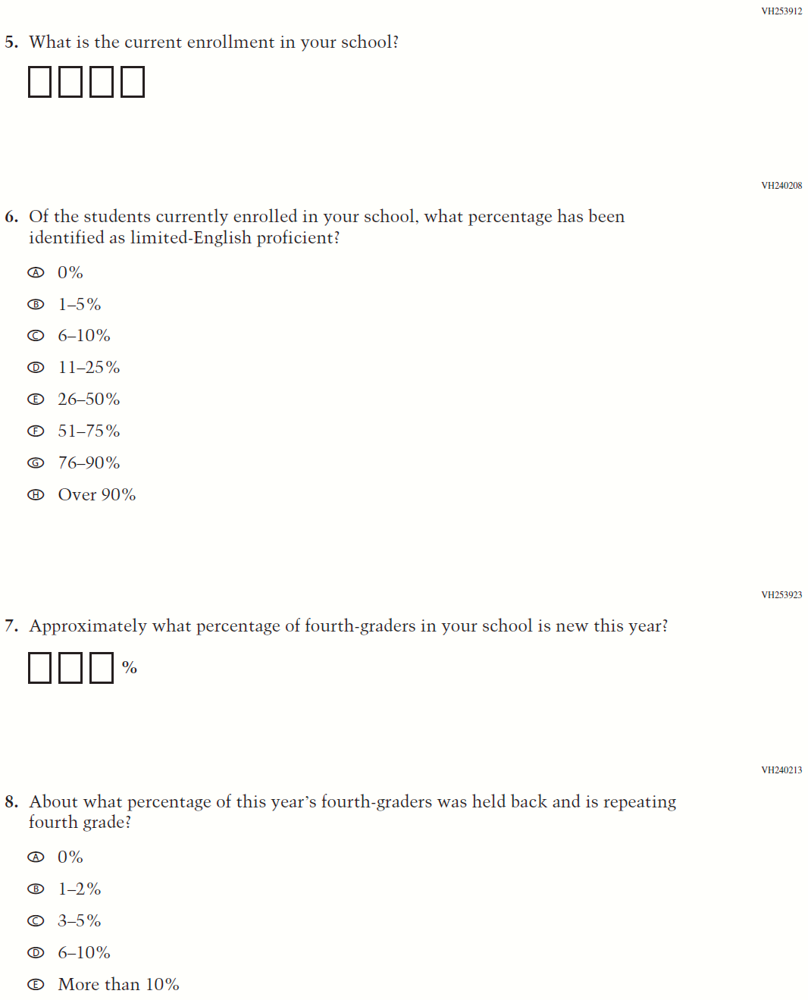 VH253912
5. What is the current enrollment in your school?
VH240208
6. Of the students currently enrolled in your school, what percentage has been
identified as limited-English proficient?
A 0%
B 1–5%
C 6–10%
D 11–25%
E 26–50%
F 51–75%
G 76–90%
H Over 90%
VH253923
7. Approximately what percentage of fourth-graders in your school is new this year?
%
VH240213
8. About what percentage of this year’s fourth-graders was held back and is repeating
fourth grade?
A 0%
B 1–2%
C 3–5%
D 6–10%
E More than 10%